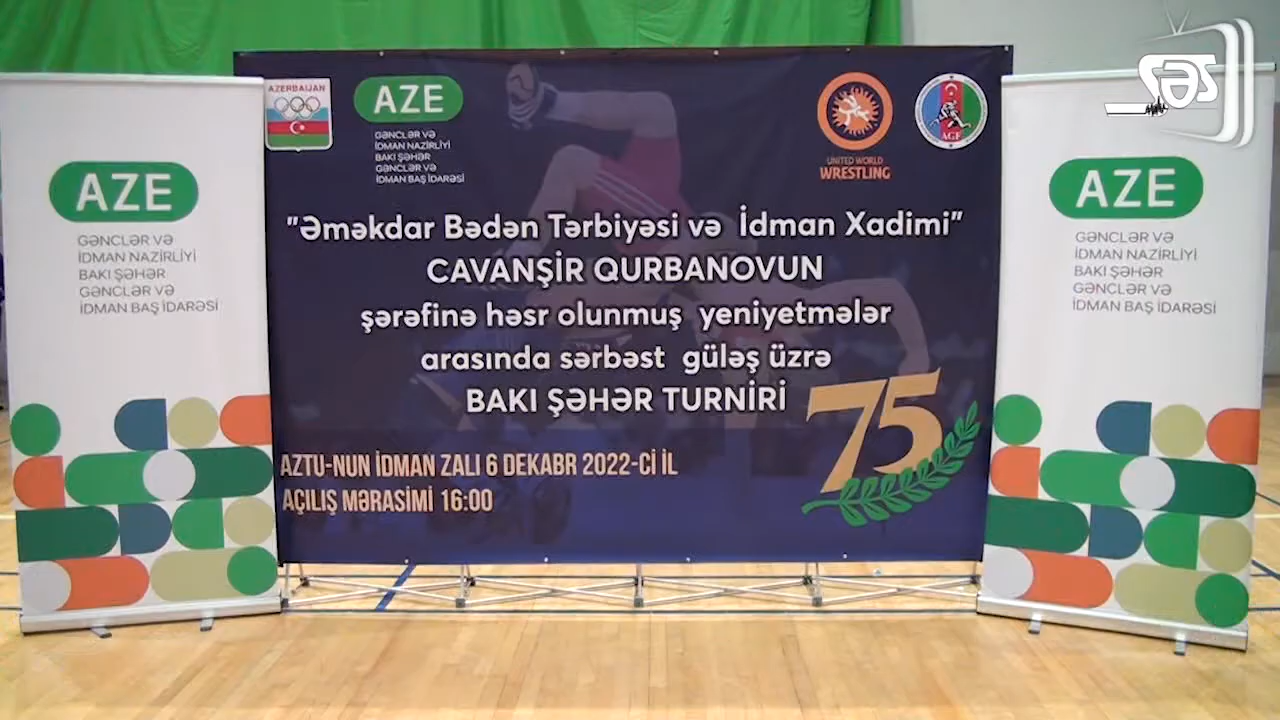 SƏS
AZERBAIJAN
AZE
GƏNCLƏR VƏ
İDMAN NAZİRLİYİ
BAKI ŞƏHƏR
GƏNCLƏR VƏ
İDMAN BAŞ İDARƏSİ
UNITED WORLD
WRESTLING
AGF
"Əməkdar Bədən Tərbiyəsi və İdman Xadimi"
CAVANŞİR QURBANOVUN
şərəfinə həsr olunmuş yeniyetmələr
arasında sərbəst güləş üzrə
BAKI ŞƏHƏR TURNİRİ
75
AZTU-NUN İDMAN ZALI 6 DEKABR 2022-Cİ İL
AÇILIŞ MƏRASİMİ 16:00
AZE
GƏNCLƏR VƏ
İDMAN NAZİRLİYİ
BAKI ŞƏHƏR
GƏNCLƏR VƏ
İDMAN BAŞ İDARƏSİ
AZE
GƏNCLƏR VƏ
İDMAN NAZİRLİYİ
BAKI ŞƏHƏR
GƏNCLƏR VƏ
İDMAN BAŞ İDARƏSİ